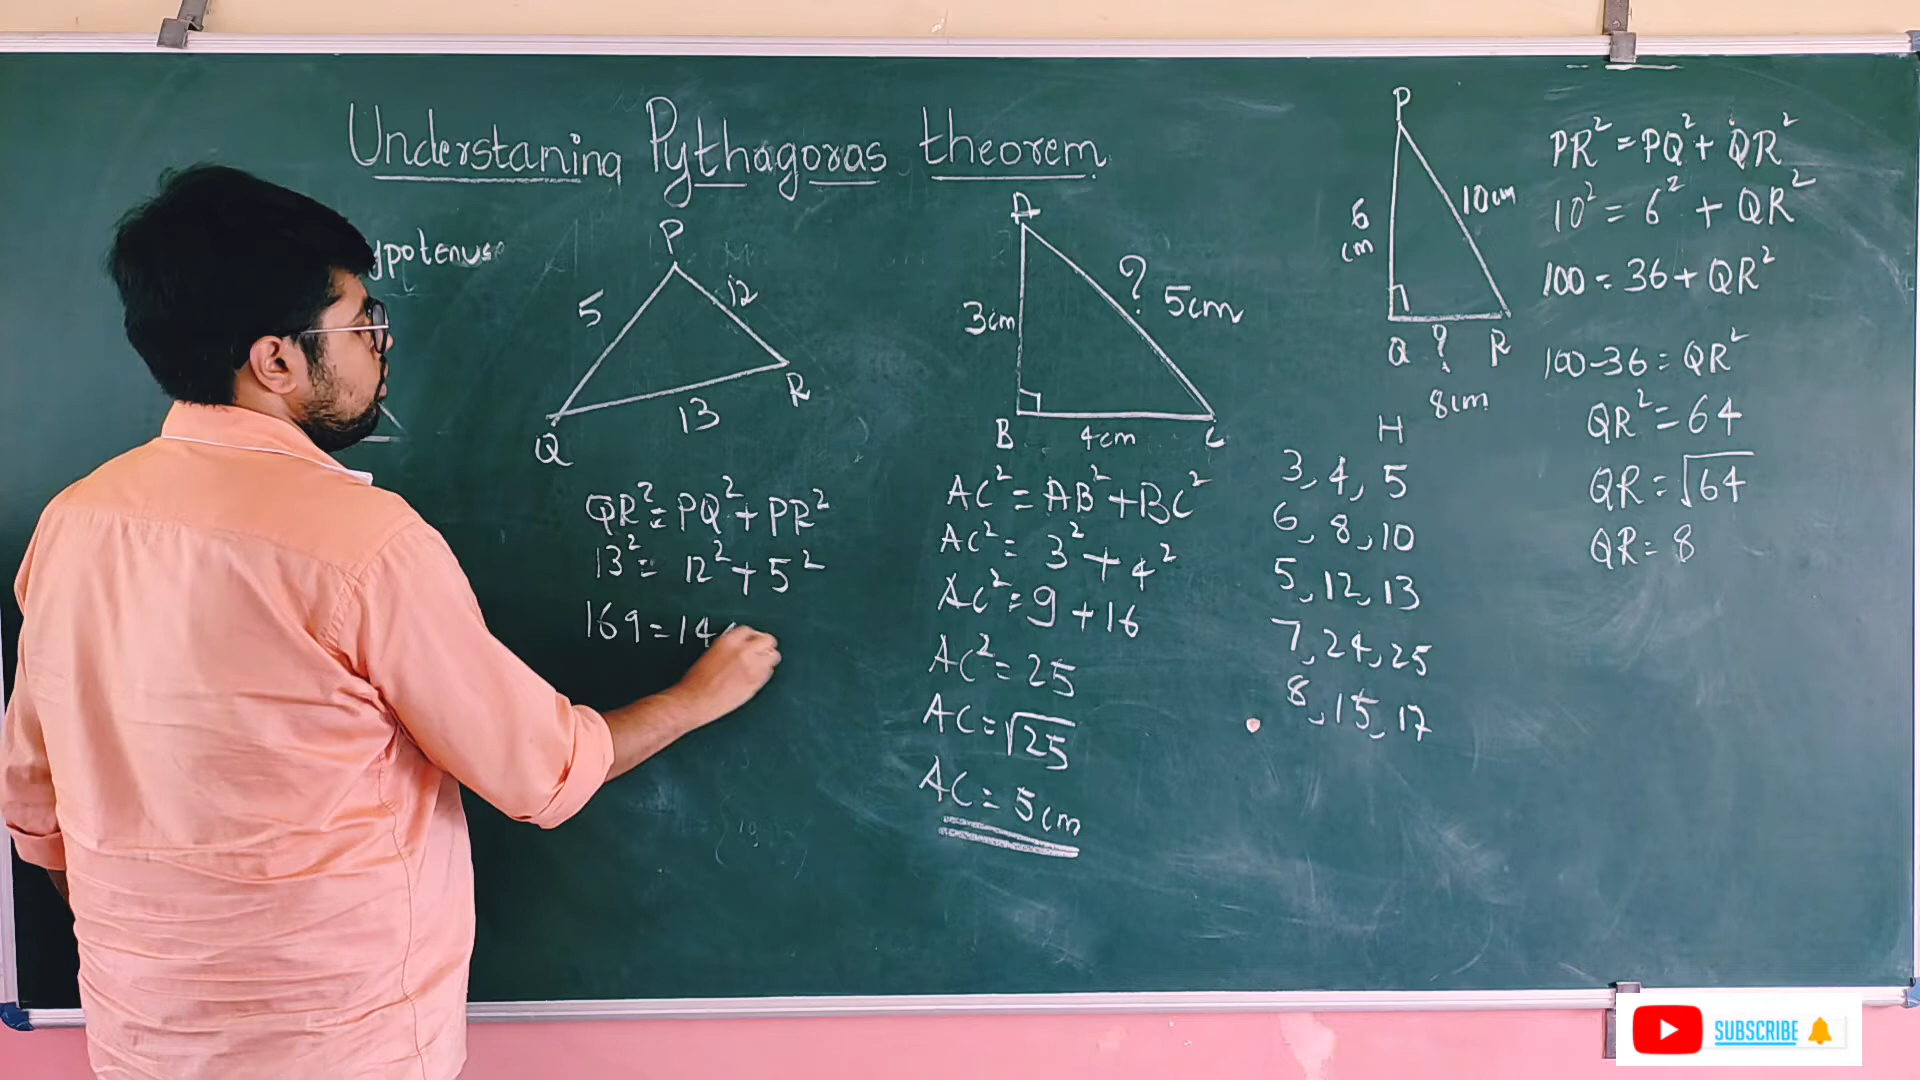 Understaning Pythagoras theorem.
ypotenuse
P
5
12
13
Q
R
QR² = PQ² + PR²
13² = 12² + 5²
169 = 14
A
3cm
?
5cm
B
4cm
C
AC² = AB² + BC²
AC² = 3² + 4²
AC² = 9 + 16
AC² = 25
AC = √25
AC = 5cm
P
6
cm
10cm
Q ? R
8cm
H
3, 4, 5
6, 8, 10
5, 12, 13
7, 24, 25
8, 15, 17
PR² = PQ² + QR²
10² = 6² + QR²
100 = 36 + QR²
100-36 = QR²
QR² = 64
QR = √64
QR = 8
SUBSCRIBE